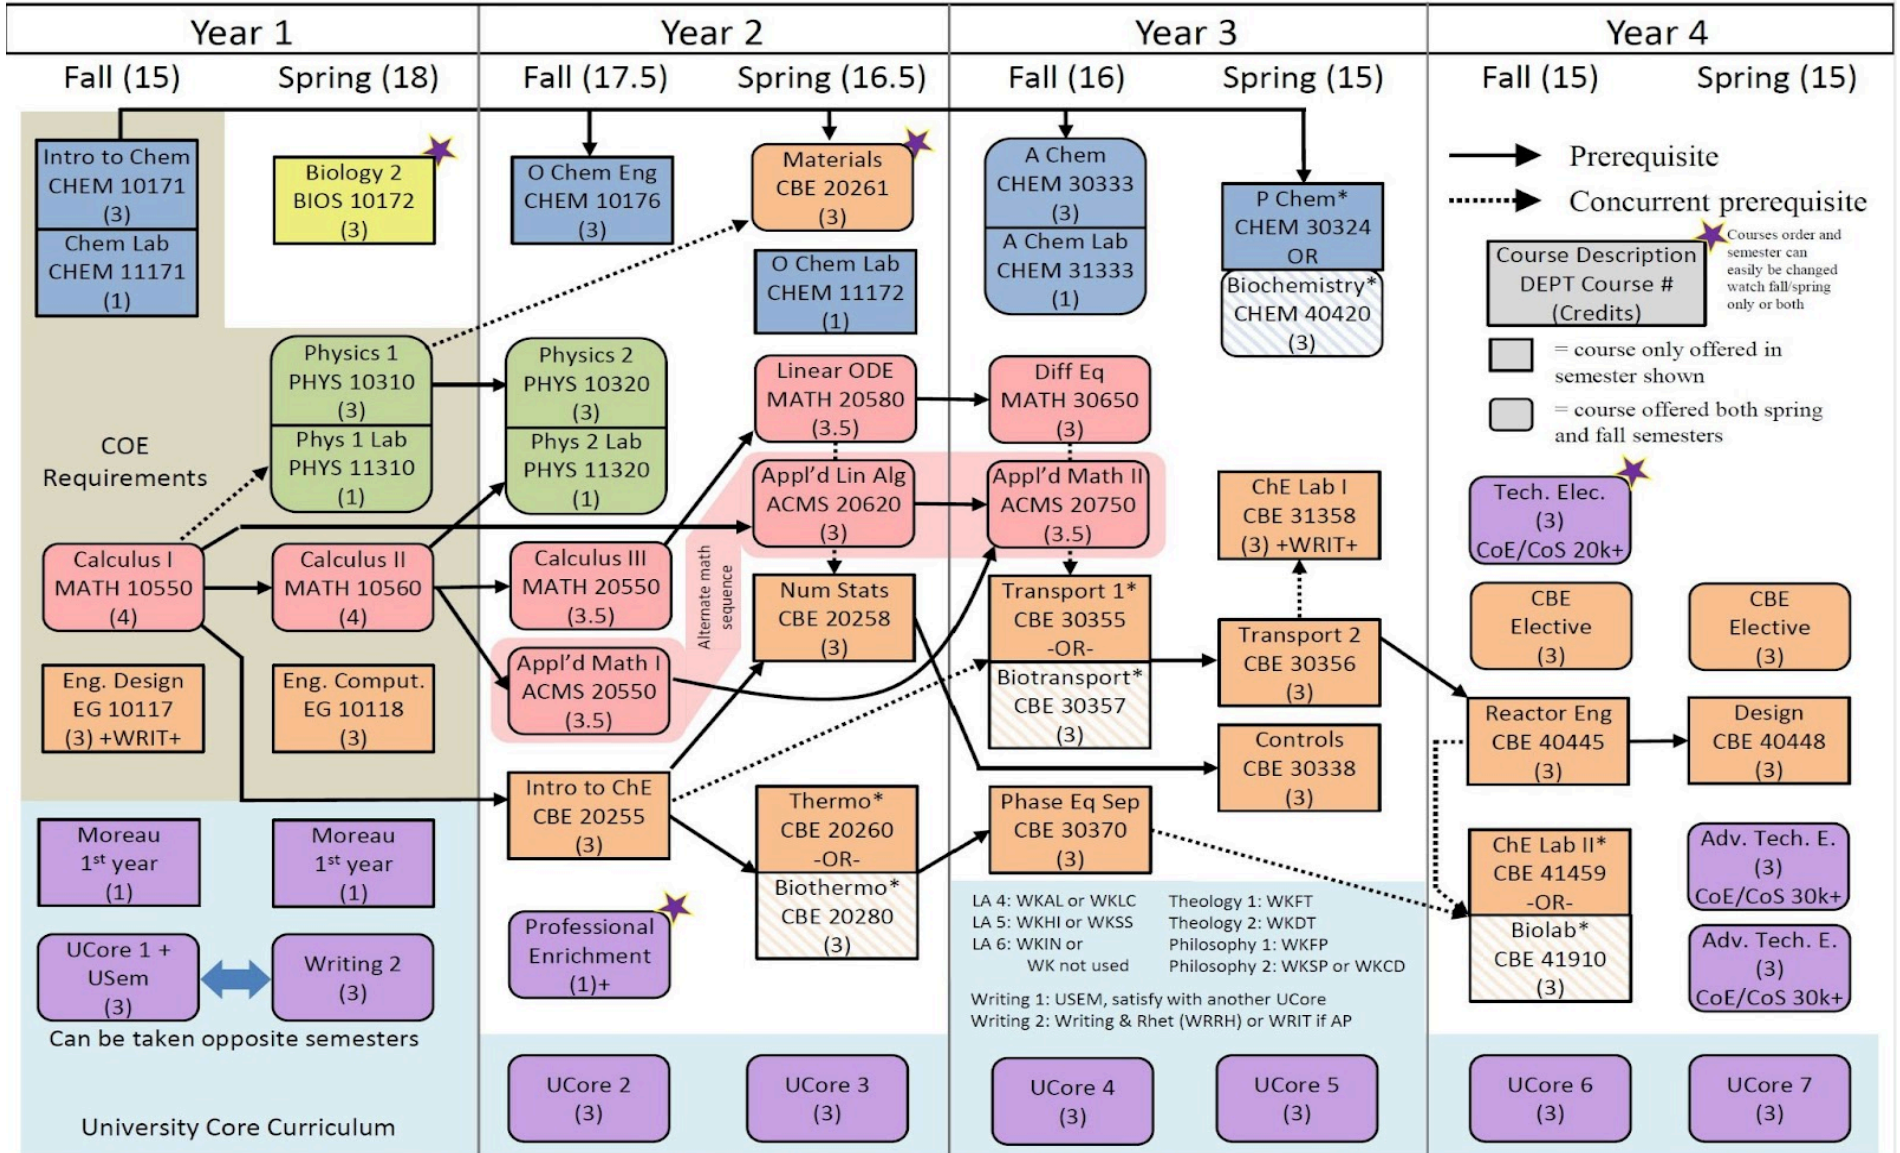 Year 1
Year 2
Year 3
Year 4
Fall (15)
Spring (18)
Fall (17.5)
Spring (16.5)
Fall (16)
Spring (15)
Fall (15)
Spring (15)
Intro to Chem
CHEM 10171
(3)
Chem Lab
CHEM 11171
(1)
COE
Requirements
Calculus I
MATH 10550
(4)
Eng. Design
EG 10117
(3) +WRIT+
Moreau
1st year
(1)
UCore 1 +
USem
(3)
Can be taken opposite semesters
University Core Curriculum
Biology 2
BIOS 10172
(3)
Physics 1
PHYS 10310
(3)
Phys 1 Lab
PHYS 11310
(1)
Calculus II
MATH 10560
(4)
Eng. Comput.
EG 10118
(3)
Moreau
1st year
(1)
Writing 2
(3)
O Chem Eng
CHEM 10176
(3)
Physics 2
PHYS 10320
(3)
Phys 2 Lab
PHYS 11320
(1)
Calculus III
MATH 20550
(3.5)
Appl'd Math I
ACMS 20550
(3.5)
Alternate math
sequence
Intro to ChE
CBE 20255
(3)
Professional
Enrichment
(1)+
UCore 2
(3)
Materials
CBE 20261
(3)
O Chem Lab
CHEM 11172
(1)
Linear ODE
MATH 20580
(3.5)
Appl'd Lin Alg
ACMS 20620
(3)
Num Stats
CBE 20258
(3)
Thermo*
CBE 20260
-OR-
Biothermo*
CBE 20280
(3)
UCore 3
(3)
A Chem
CHEM 30333
(3)
A Chem Lab
CHEM 31333
(1)
Diff Eq
MATH 30650
(3)
Appl'd Math II
ACMS 20750
(3.5)
Transport 1*
CBE 30355
-OR-
Biotransport*
CBE 30357
(3)
Phase Eq Sep
CBE 30370
(3)
LA 4: WKAL or WKLC
LA 5: WKHI or WKSS
LA 6: WKIN or
WK not used
Theology 1: WKFT
Theology 2: WKDT
Philosophy 1: WKFP
Philosophy 2: WKSP or WKCD
Writing 1: USEM, satisfy with another UCore
Writing 2: Writing & Rhet (WRRH) or WRIT if AP
UCore 4
(3)
P Chem*
CHEM 30324
OR
Biochemistry*
CHEM 40420
(3)
ChE Lab I
CBE 31358
(3) +WRIT+
Transport 2
CBE 30356
(3)
Controls
CBE 30338
(3)
UCore 5
(3)
Prerequisite
Concurrent prerequisite
Course Description
DEPT Course #
(Credits)
Courses order and
semester can
easily be changed
watch fall/spring
only or both
= course only offered in
semester shown
= course offered both spring
and fall semesters
Tech. Elec.
(3)
CoE/CoS 20k+
CBE
Elective
(3)
Reactor Eng
CBE 40445
(3)
ChE Lab II*
CBE 41459
-OR-
Biolab*
CBE 41910
(3)
UCore 6
(3)
CBE
Elective
(3)
Design
CBE 40448
(3)
Adv. Tech. E.
(3)
CoE/CoS 30k+
Adv. Tech. E.
(3)
CoE/CoS 30k+
UCore 7
(3)